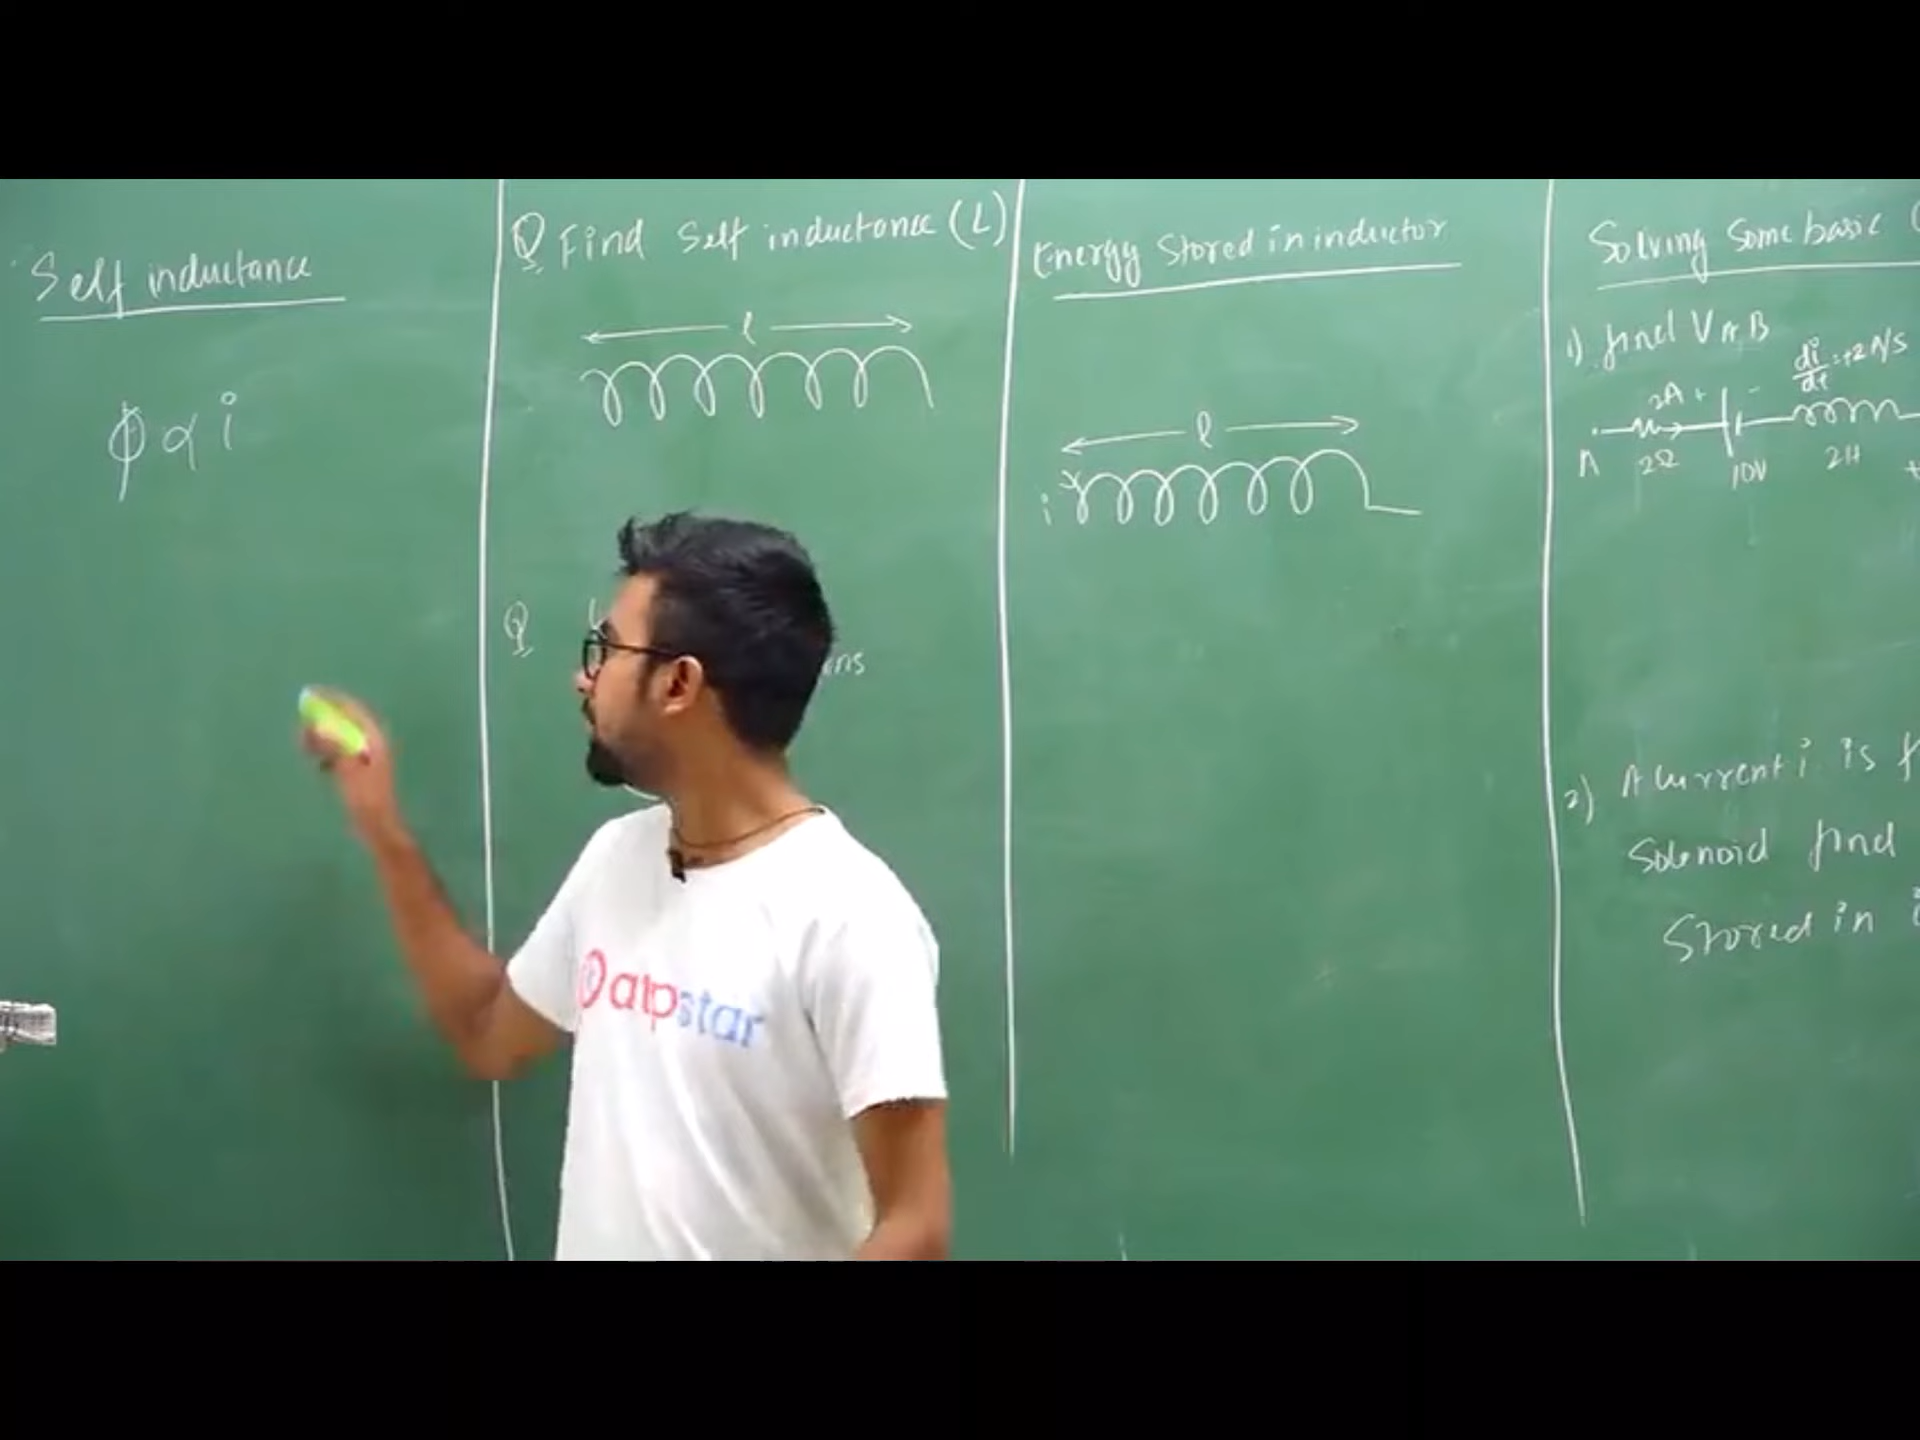 Self inductance
φ α i
Q Find Self inductance (L)
l
Q
Energy Stored in inductor
l
i
Solving Some basic
1) find VAB
di/dt=+2A/S
2A + -
A 2Ω 10V 2H +
2) A current i is
Solenoid find
Stored in
atpstar